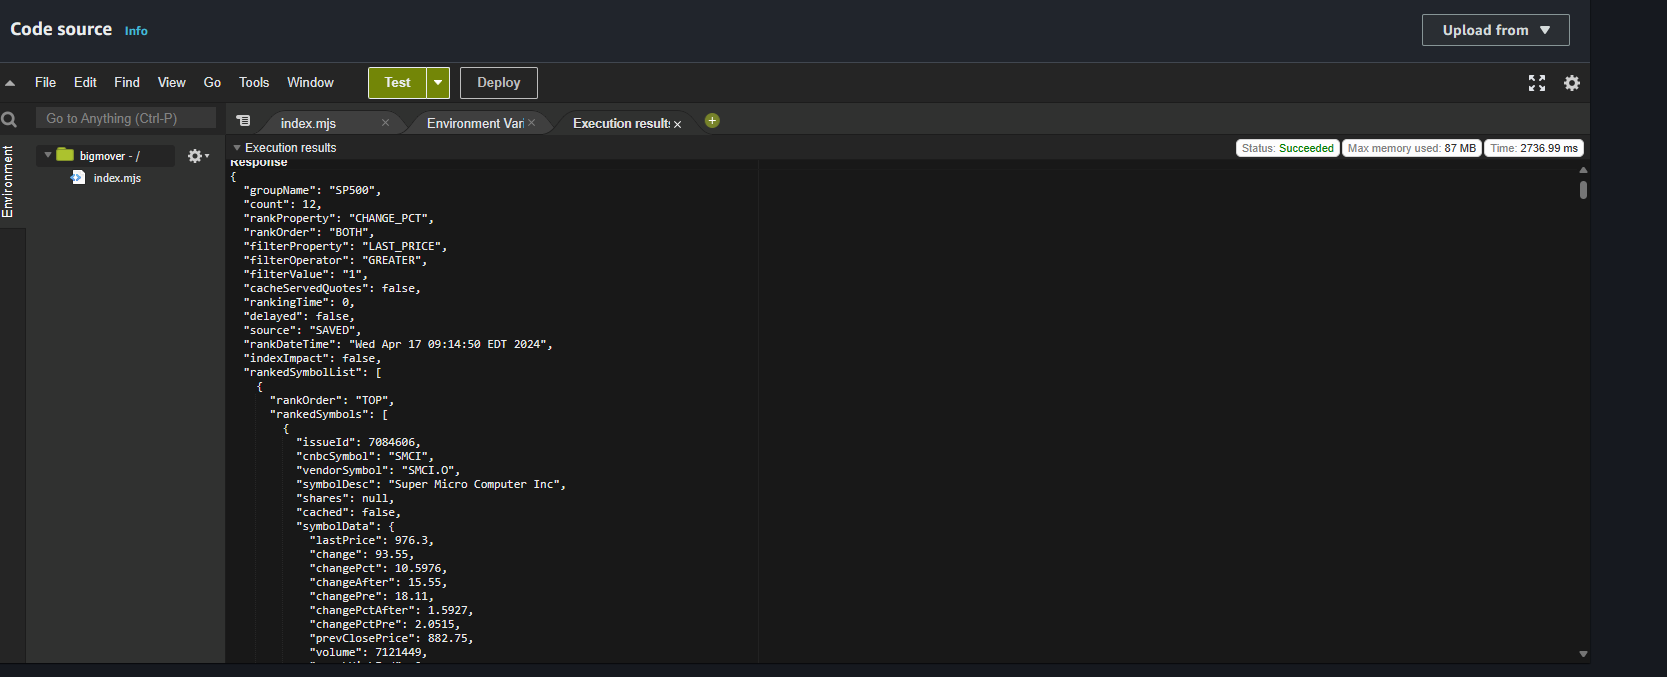 Code source Info
Upload from
File Edit Find View Go Tools Window Test Deploy
Go to Anything (Ctrl-P)
index.mjs
Environment Vari
Execution results
Environment
bigmover - /
index.mjs
Execution results
Status: Succeeded
Max memory used: 87 MB
Time: 2736.99 ms
Response
{
"groupName": "SP500",
"count": 12,
"rankProperty": "CHANGE_PCT",
"rankOrder": "BOTH",
"filterProperty": "LAST_PRICE",
"filterOperator": "GREATER",
"filterValue": "1",
"cacheServedQuotes": false,
"rankingTime": 0,
"delayed": false,
"source": "SAVED",
"rankDateTime": "Wed Apr 17 09:14:50 EDT 2024",
"indexImpact": false,
"rankedSymbolList": [
{
"rankOrder": "TOP",
"rankedSymbols": [
{
"issueId": 7084606,
"cnbcSymbol": "SMCI",
"vendorSymbol": "SMCI.O",
"symbolDesc": "Super Micro Computer Inc",
"shares": null,
"cached": false,
"symbolData": {
"lastPrice": 976.3,
"change": 93.55,
"changePct": 10.5976,
"changeAfter": 15.55,
"changePre": 18.11,
"changePctAfter": 1.5927,
"changePctPre": 2.0515,
"prevClosePrice": 882.75,
"volume": 7121449,